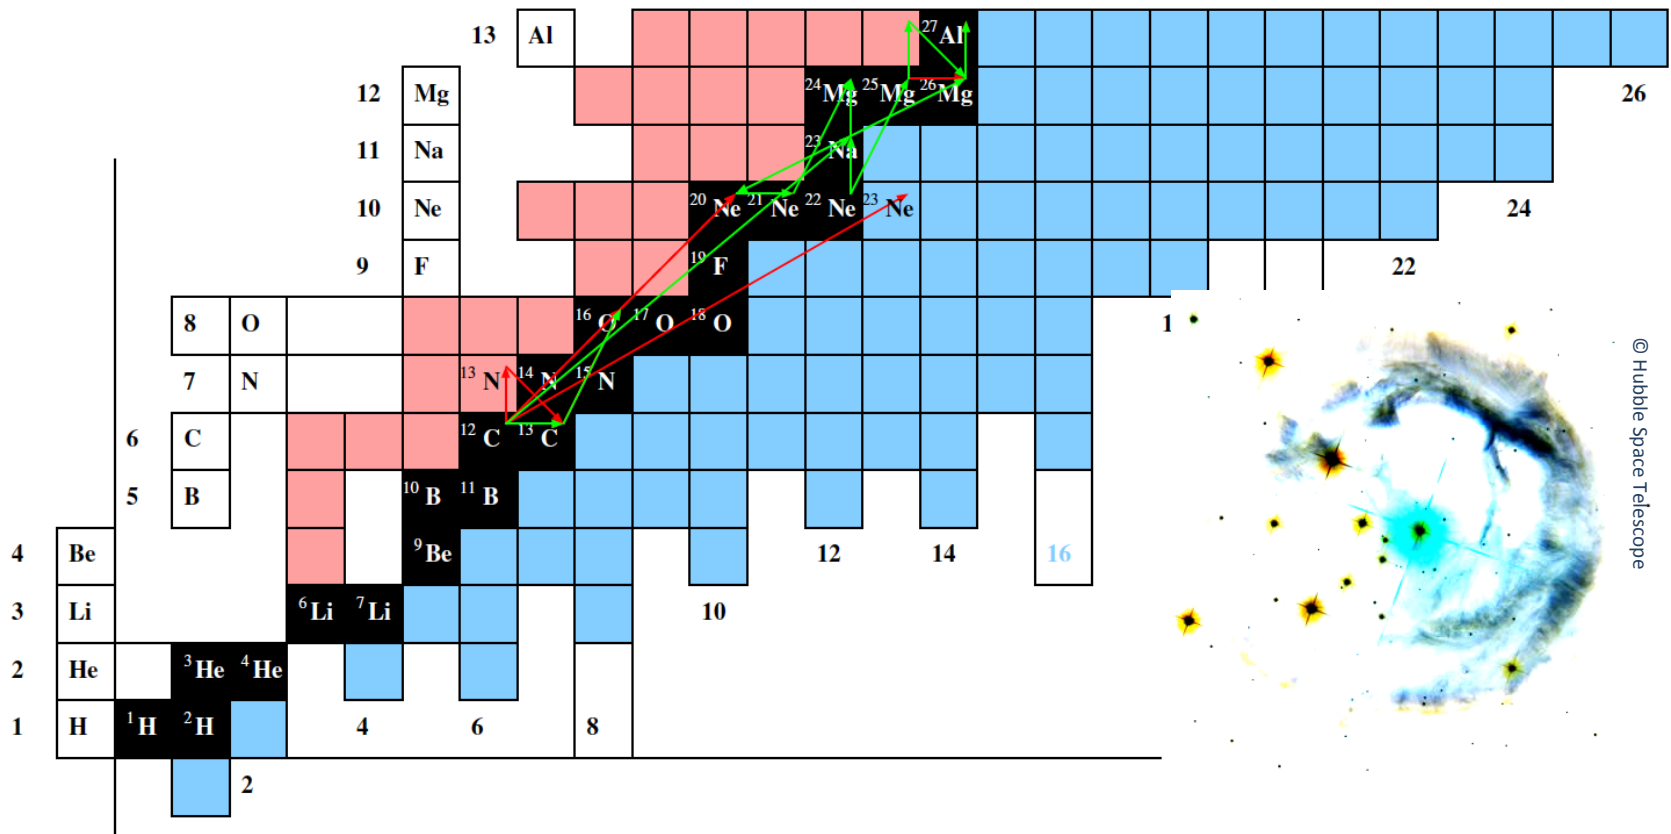 13 Al ²⁷Al
12 Mg ²⁴Mg ²⁵Mg ²⁶Mg 26
11 Na ²³Na
10 Ne ²⁰Ne ²¹Ne ²²Ne ²³Ne 24
9 F ¹⁹F 22
8 O ¹⁶O ¹⁷O ¹⁸O 1
7 N ¹³N ¹⁴N ¹⁵N
6 C ¹²C ¹³C
5 B ¹⁰B ¹¹B
4 Be ⁹Be 12 14 16
3 Li ⁶Li ⁷Li 10
2 He ³He ⁴He
1 H ¹H ²H 4 6 8
2
© Hubble Space Telescope